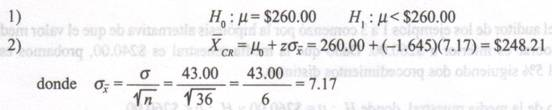 1) H₀ : μ = $260.00 H₁ : μ < $260.00
2) X̄_CR = μ₀ + zσ_x̄ = 260.00 + (−1.645)(7.17) = $248.21
donde σ_x̄ = σ/√n = 43.00/√36 = 43.00/6 = 7.17